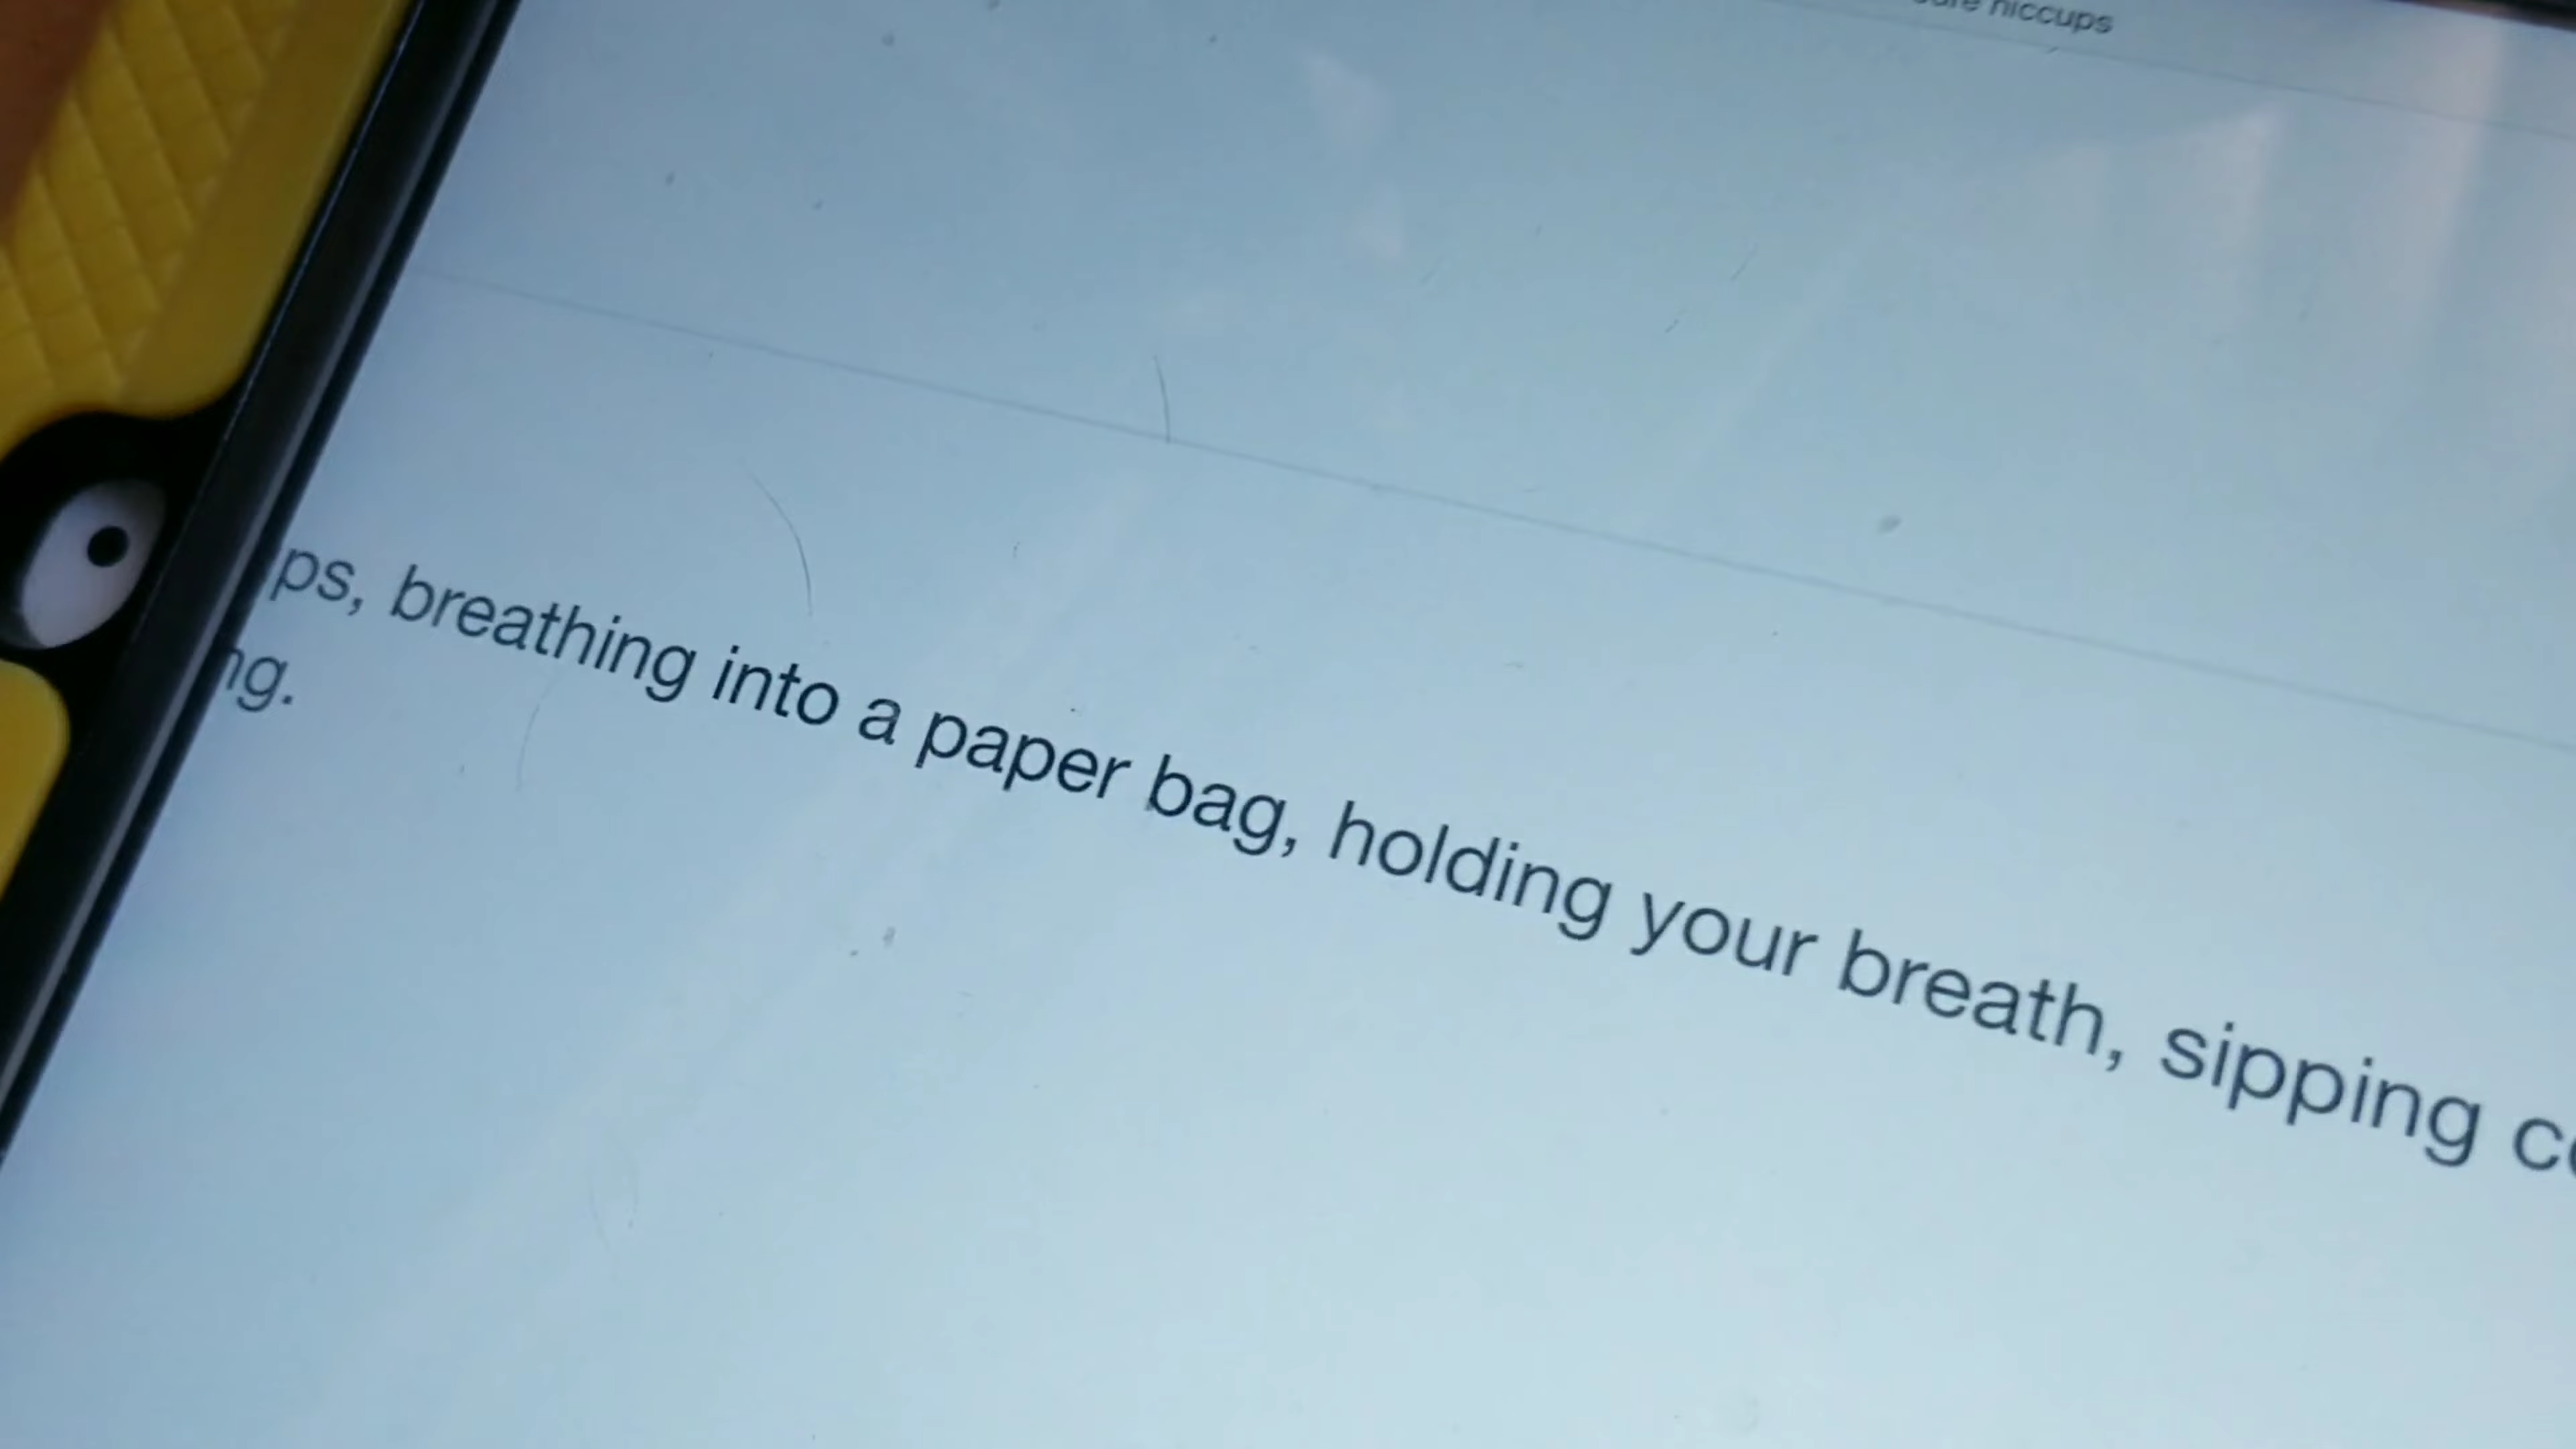 hiccups
ps, breathing into a paper bag, holding your breath, sipping
ng.